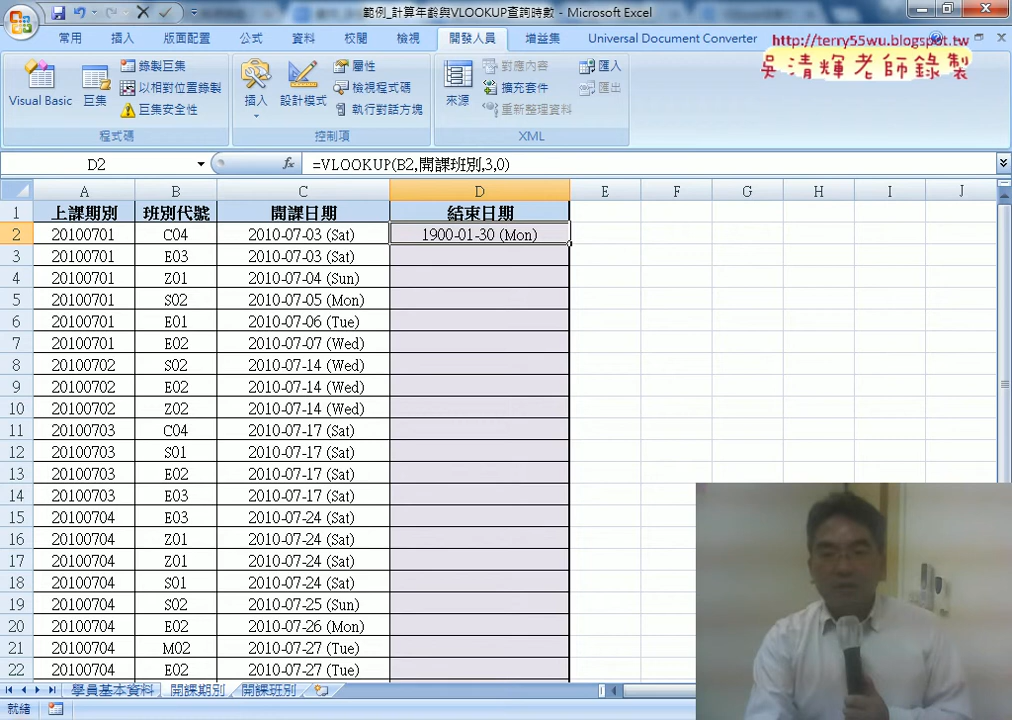 範例_計算年齡與VLOOKUP查詢時數 - Microsoft Excel
常用 插入 版面配置 公式 資料 校閱 檢視 開發人員 增益集 Universal Document Converter
http://terry55wu.blogspot.tw
吳清輝老師錄製
Visual Basic 巨集 錄製巨集 以相對位置錄製 巨集安全性
程式碼
插入 設計模式 屬性 檢視程式碼 執行對話方塊
控制項
來源 對應內容 擴充套件 重新整理資料 匯入 匯出
XML
D2 fx =VLOOKUP(B2,開課班別,3,0)
A B C D E F G H I J
1 上課期別 班別代號 開課日期 結束日期
2 20100701 C04 2010-07-03 (Sat) 1900-01-30 (Mon)
3 20100701 E03 2010-07-03 (Sat)
4 20100701 Z01 2010-07-04 (Sun)
5 20100701 S02 2010-07-05 (Mon)
6 20100701 E01 2010-07-06 (Tue)
7 20100701 E02 2010-07-07 (Wed)
8 20100702 S02 2010-07-14 (Wed)
9 20100702 E02 2010-07-14 (Wed)
10 20100702 Z02 2010-07-14 (Wed)
11 20100703 C04 2010-07-17 (Sat)
12 20100703 S01 2010-07-17 (Sat)
13 20100703 E02 2010-07-17 (Sat)
14 20100703 E03 2010-07-17 (Sat)
15 20100704 E03 2010-07-24 (Sat)
16 20100704 Z01 2010-07-24 (Sat)
17 20100704 Z01 2010-07-24 (Sat)
18 20100704 S01 2010-07-24 (Sat)
19 20100704 S02 2010-07-25 (Sun)
20 20100704 E02 2010-07-26 (Mon)
21 20100704 M02 2010-07-27 (Tue)
22 20100704 E02 2010-07-27 (Tue)
學員基本資料 開課期別 開課班別
就緒